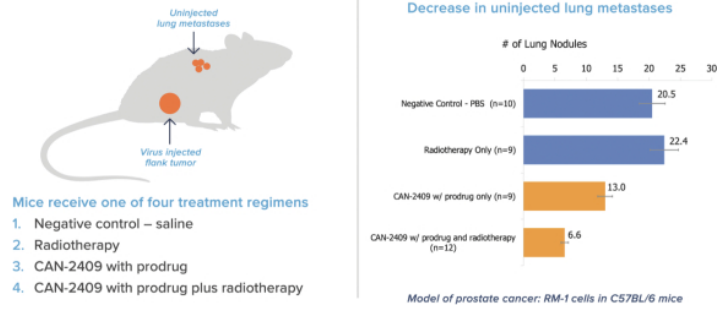 Uninjected
lung metastases
Virus injected
flank tumor
Mice receive one of four treatment regimens
1. Negative control – saline
2. Radiotherapy
3. CAN-2409 with prodrug
4. CAN-2409 with prodrug plus radiotherapy
Decrease in uninjected lung metastases
# of Lung Nodules
0 5 10 15 20 25 30
Negative Control - PBS (n=10) 20.5
Radiotherapy Only (n=9) 22.4
CAN-2409 w/ prodrug only (n=9) 13.0
CAN-2409 w/ prodrug and radiotherapy 6.6
(n=12)
Model of prostate cancer: RM-1 cells in C57BL/6 mice